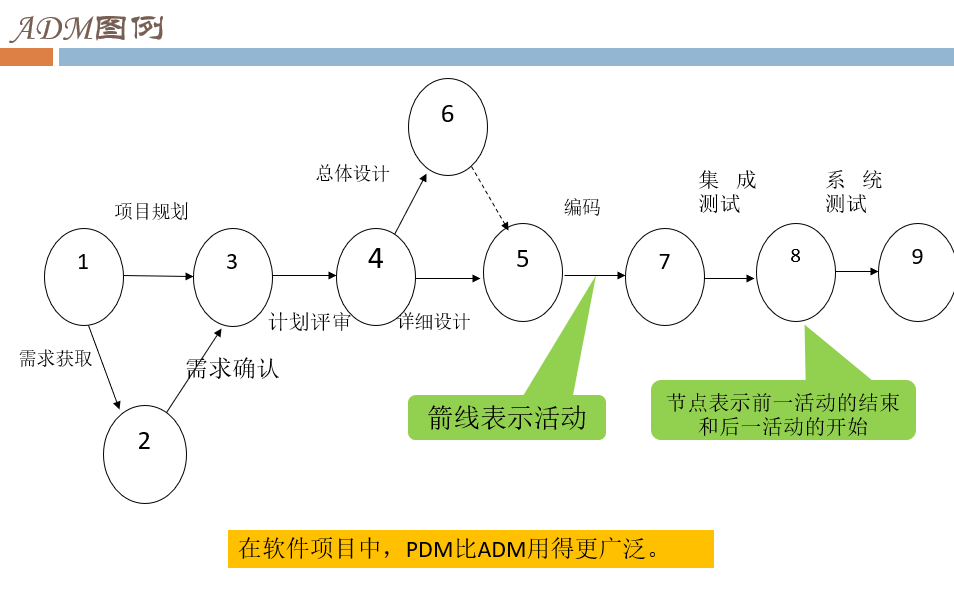 ADM图例
6
总体设计
集 成
测试
系 统
测试
项目规划
编码
1
3
4
5
7
8
9
计划评审
详细设计
需求获取
需求确认
2
箭线表示活动
节点表示前一活动的结束
和后一活动的开始
在软件项目中，PDM比ADM用得更广泛。